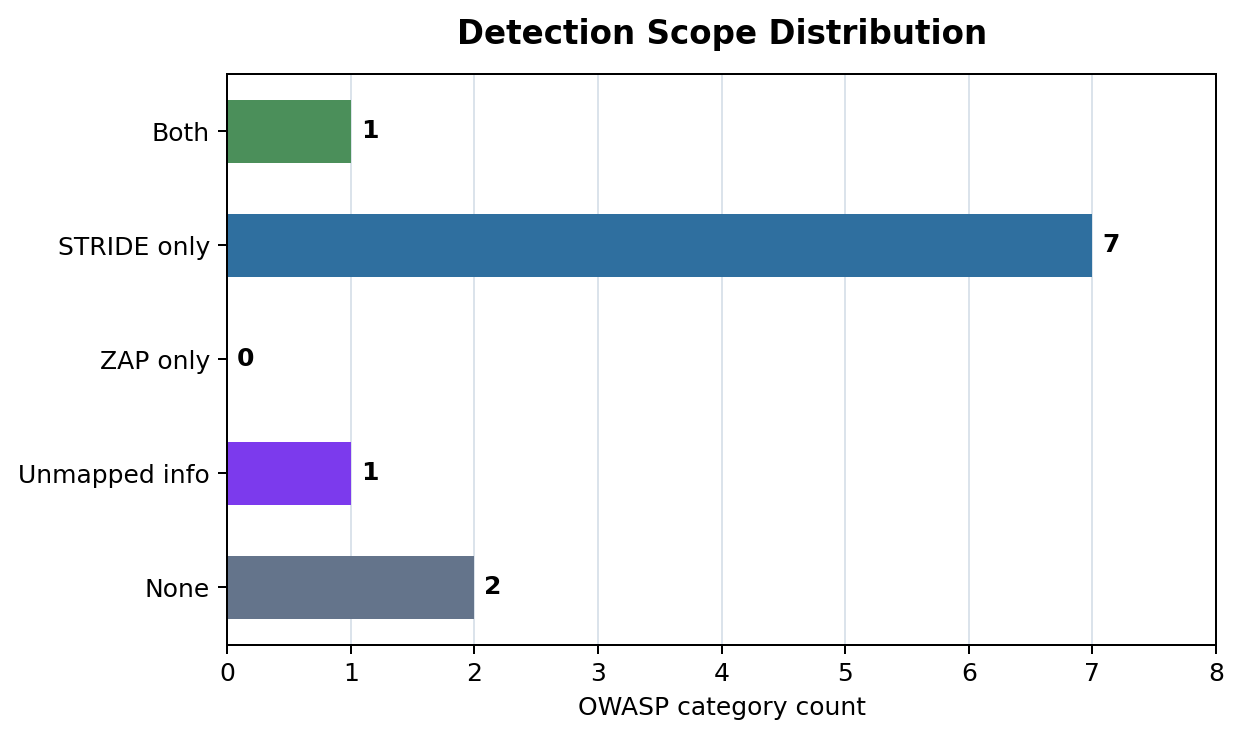 Detection Scope Distribution
Both 1
STRIDE only 7
ZAP only 0
Unmapped info 1
None 2
0 1 2 3 4 5 6 7 8
OWASP category count